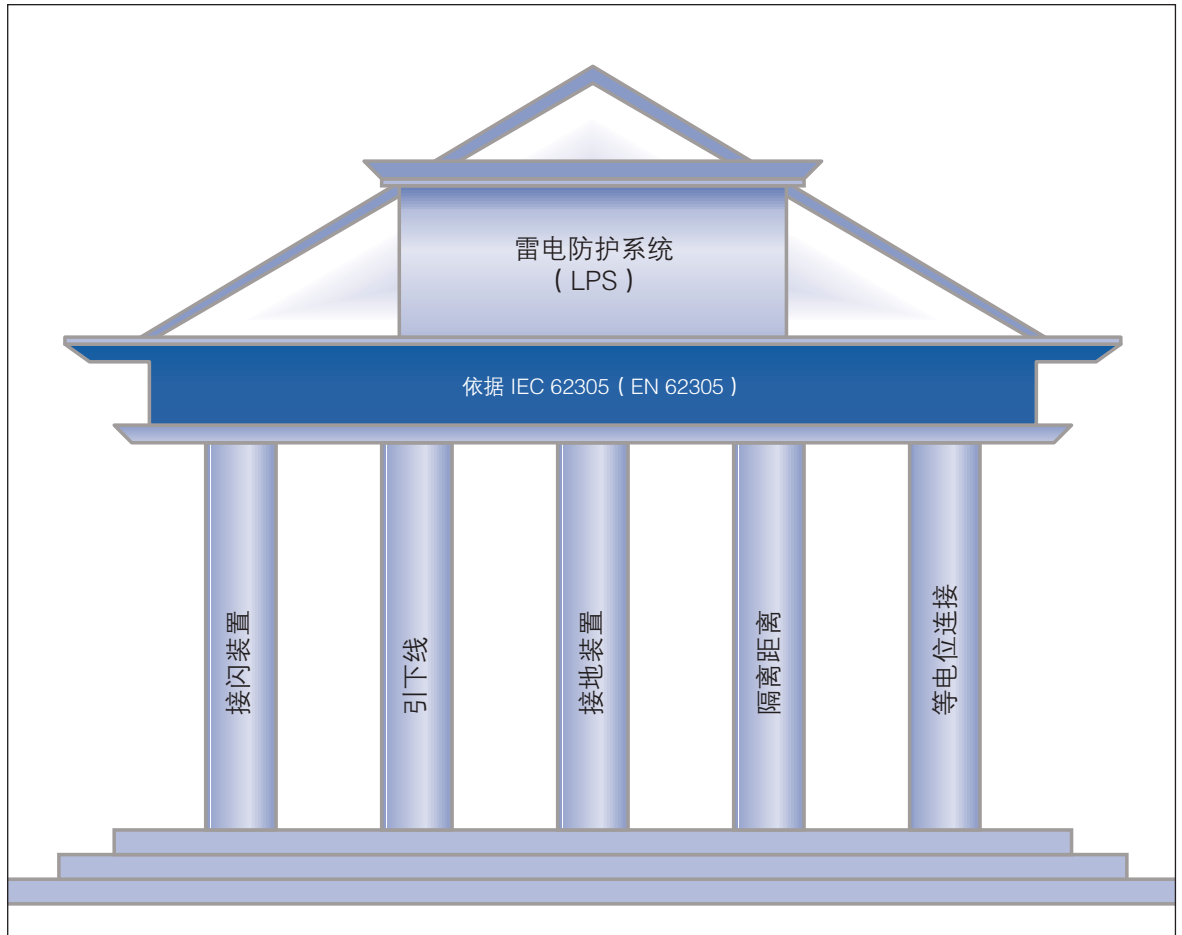 雷电防护系统
（LPS）
依据 IEC 62305（EN 62305）
接闪装置
引下线
接地装置
隔离距离
等电位连接